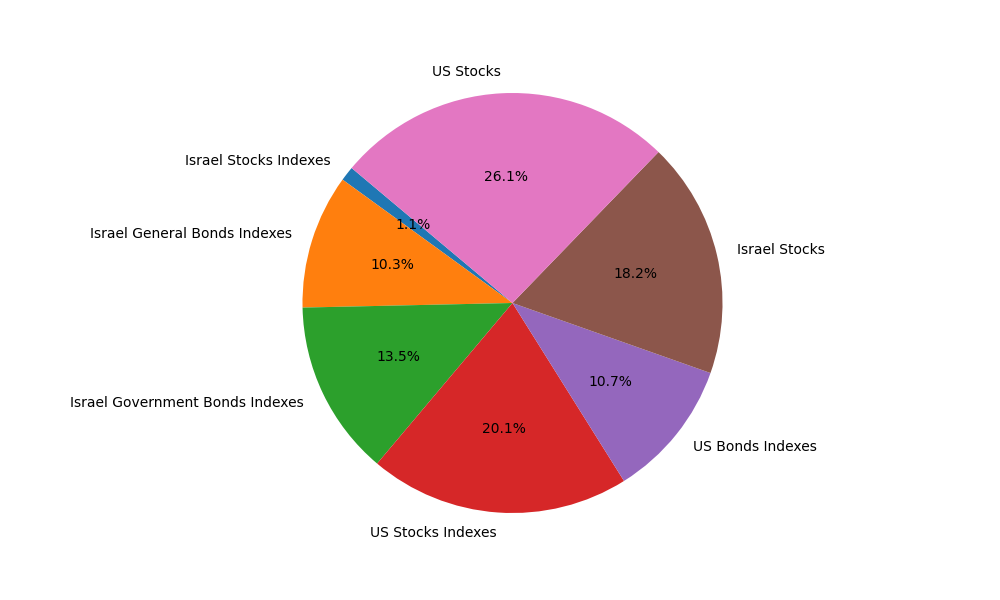 US Stocks
26.1%
Israel Stocks Indexes
1.1%
Israel General Bonds Indexes
10.3%
Israel Stocks
18.2%
13.5%
Israel Government Bonds Indexes
10.7%
US Bonds Indexes
20.1%
US Stocks Indexes